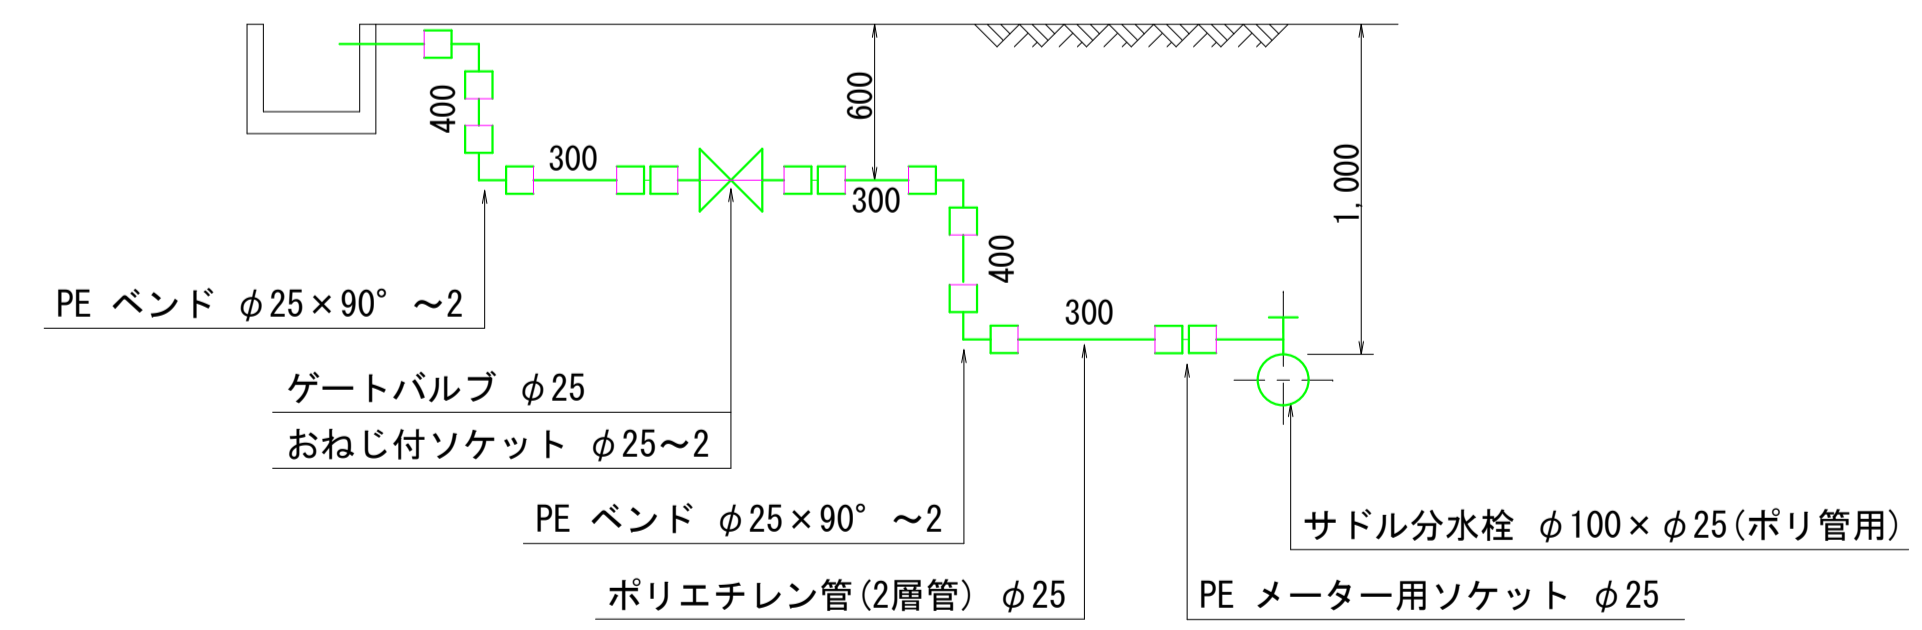 600
400
1,000
300
300
400
PE ベンド φ25×90° ~2
300
ゲートバルブ φ25
おねじ付ソケット φ25~2
PE ベンド φ25×90° ~2
サドル分水栓 φ100×φ25(ポリ管用)
ポリエチレン管(2層管) φ25
PE メーター用ソケット φ25